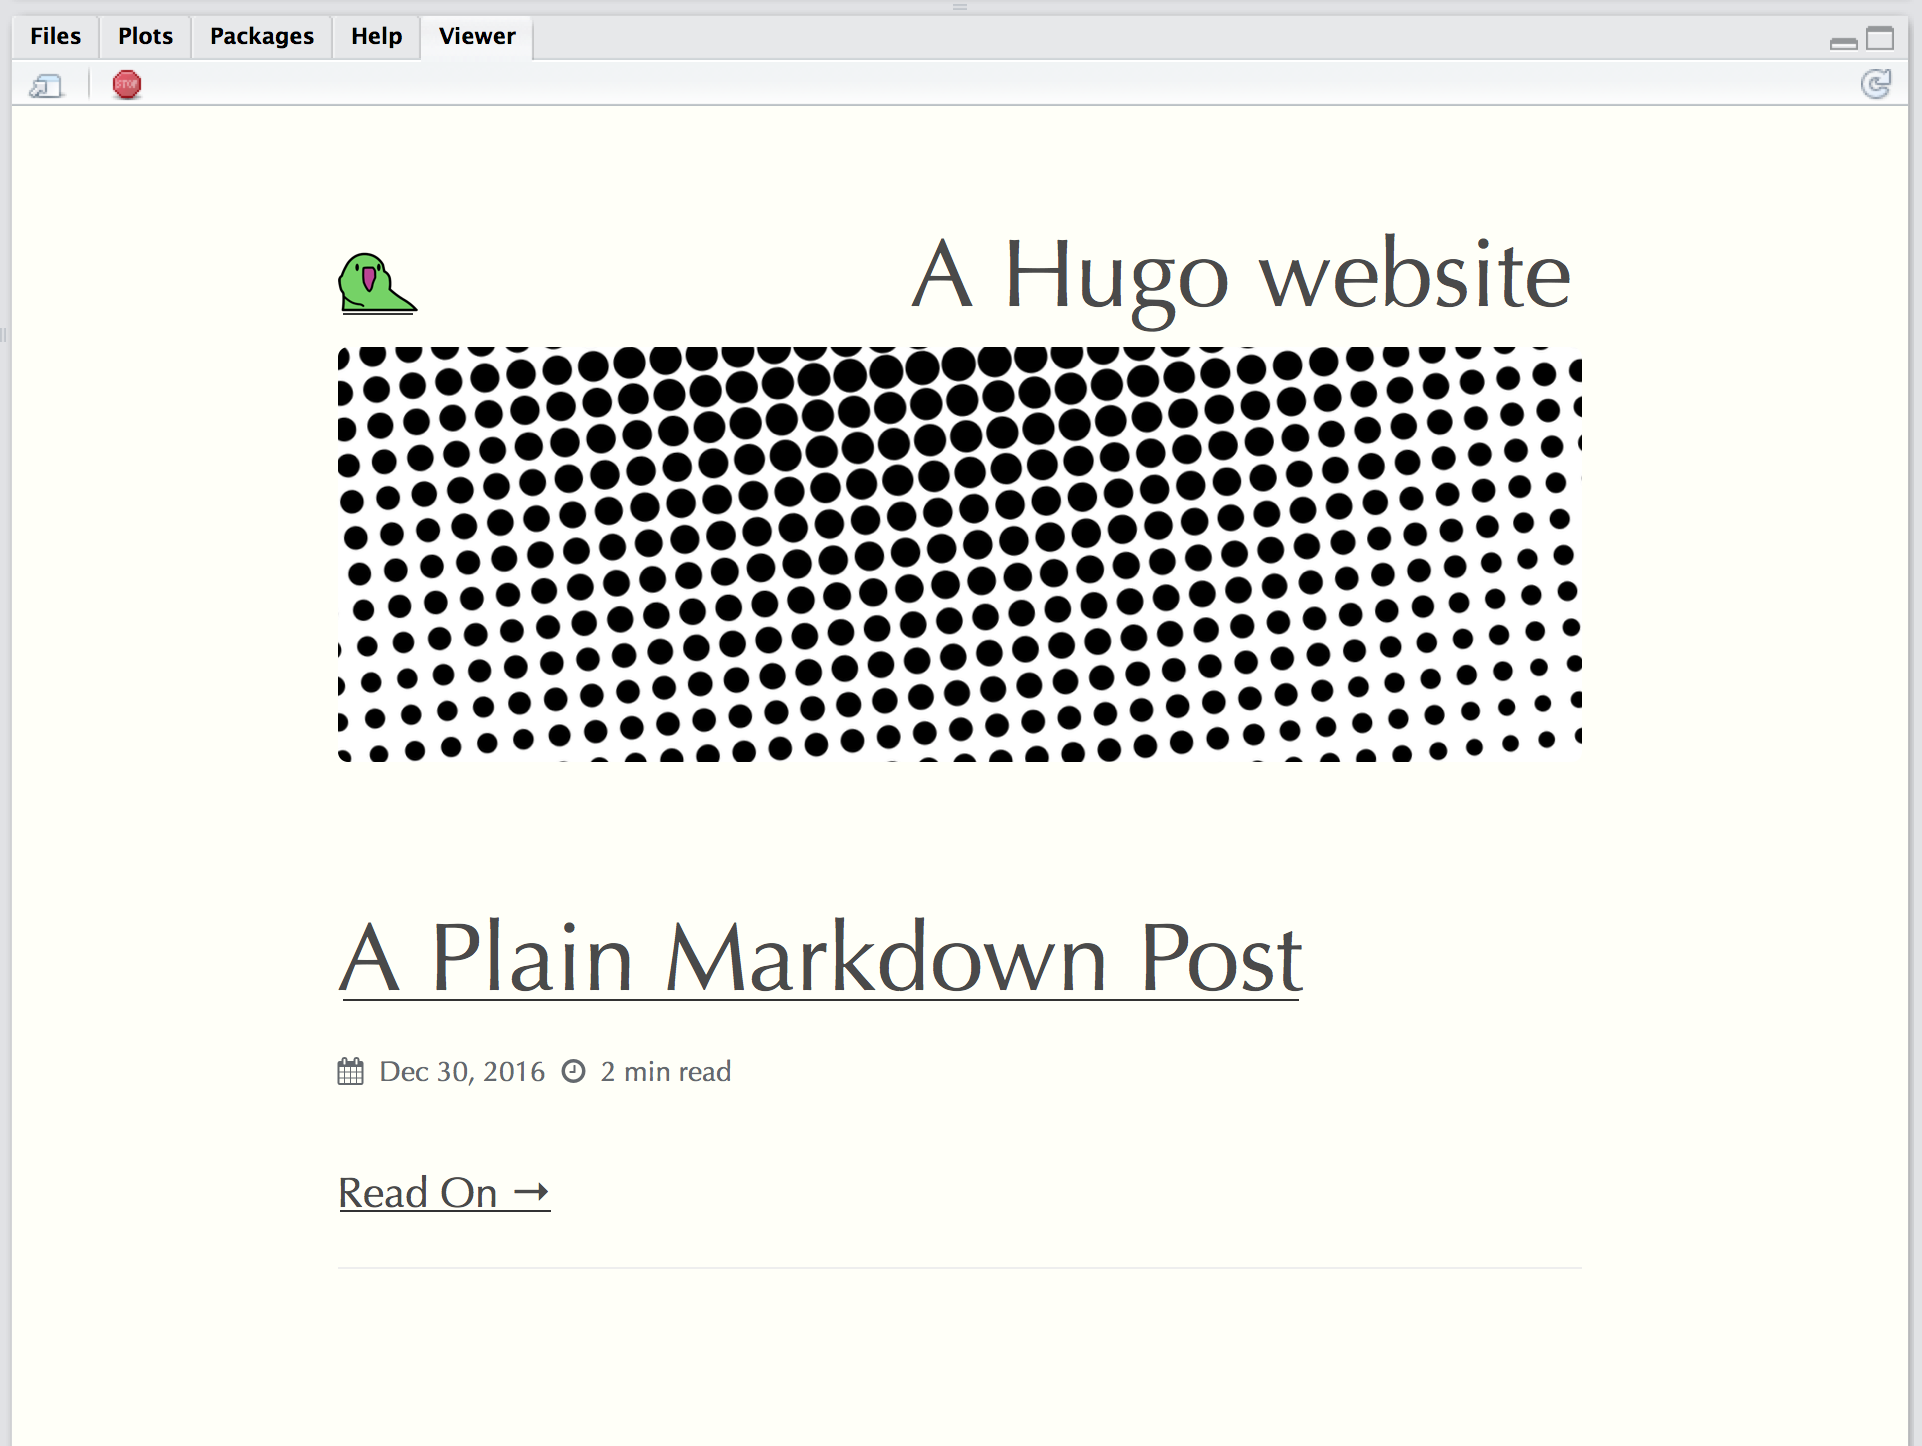 Files Plots Packages Help Viewer
STOP
A Hugo website
A Plain Markdown Post
Dec 30, 2016 2 min read
Read On →